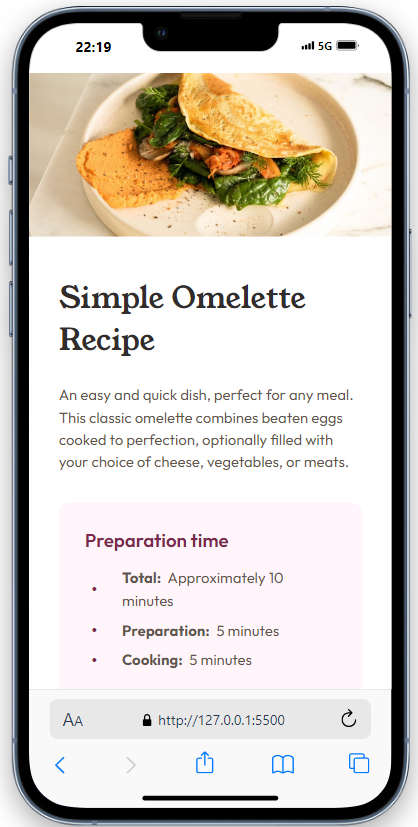 22:19
5G
Simple Omelette
Recipe
An easy and quick dish, perfect for any meal.
This classic omelette combines beaten eggs
cooked to perfection, optionally filled with
your choice of cheese, vegetables, or meats.
Preparation time
• Total: Approximately 10
minutes
• Preparation: 5 minutes
• Cooking: 5 minutes
AA http://127.0.0.1:5500